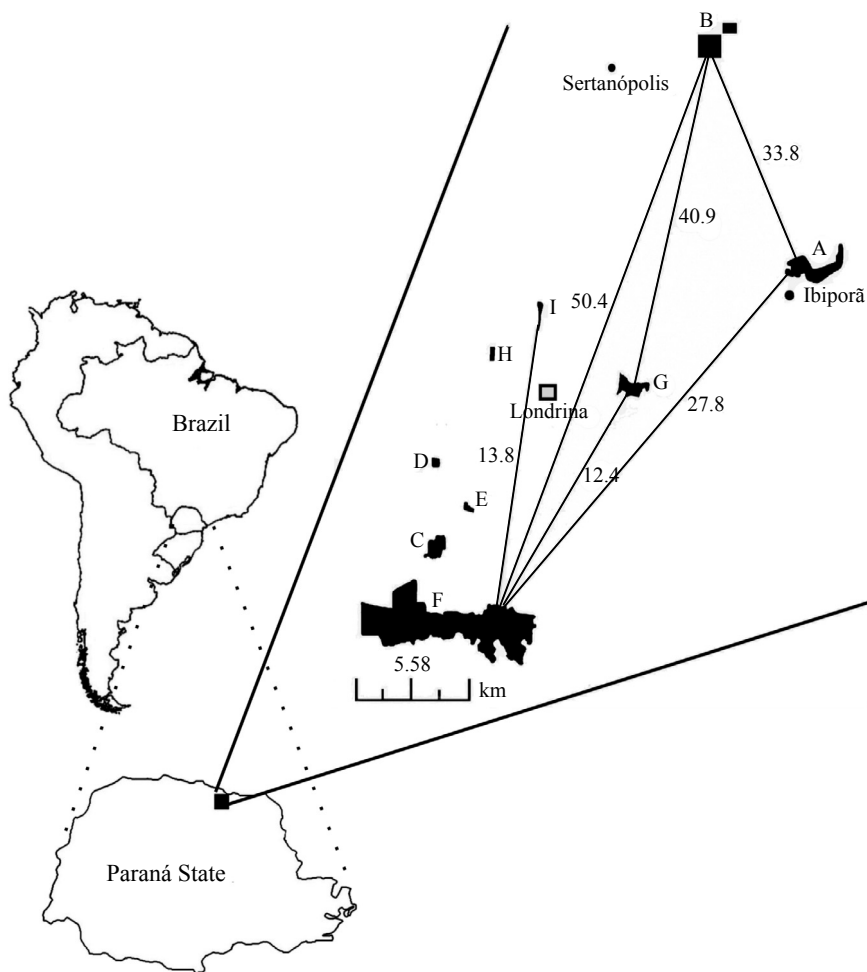 B
Sertanópolis
33.8
40.9
A
Ibiporã
50.4
I
H
G
Londrina
27.8
Brazil
13.8
12.4
D
E
C
F
5.58
km
Paraná State